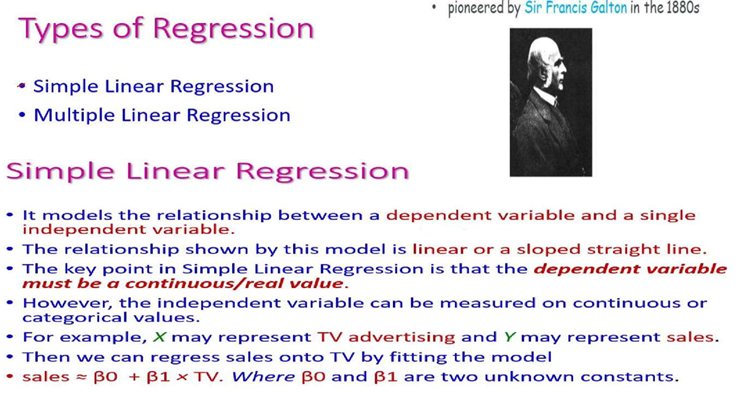 • pioneered by Sir Francis Galton in the 1880s
Types of Regression
• Simple Linear Regression
• Multiple Linear Regression
Simple Linear Regression
• It models the relationship between a dependent variable and a single
independent variable.
• The relationship shown by this model is linear or a sloped straight line.
• The key point in Simple Linear Regression is that the dependent variable
must be a continuous/real value.
• However, the independent variable can be measured on continuous or
categorical values.
• For example, X may represent TV advertising and Y may represent sales.
• Then we can regress sales onto TV by fitting the model
• sales ≈ β0 + β1 × TV. Where β0 and β1 are two unknown constants.